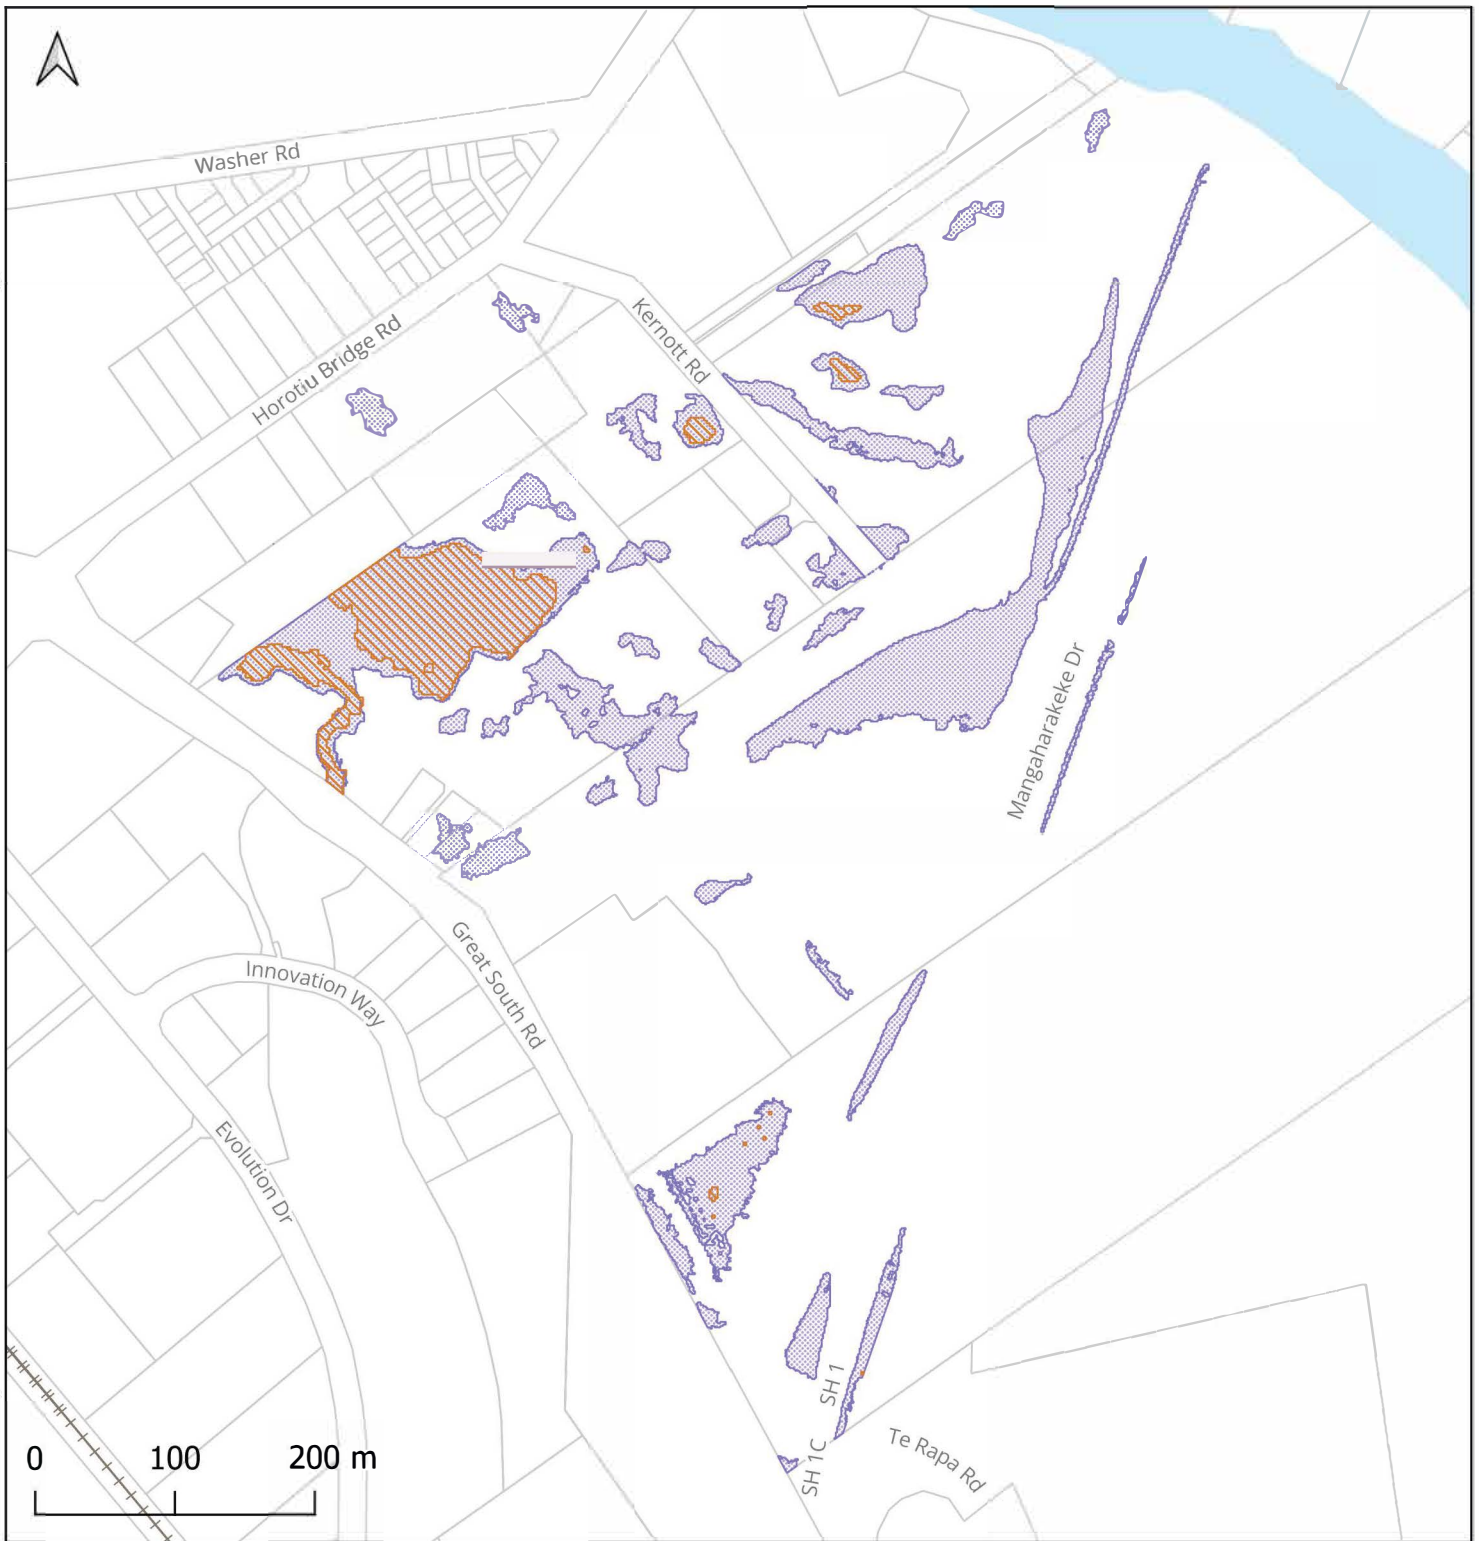 Washer Rd
Kernott Rd
Horotiu Bridge Rd
Mangaharakeke Dr
Great South Rd
Innovation Way
Evolution Dr
SH 1
Te Rapa Rd
SH 1C
0 100 200 m